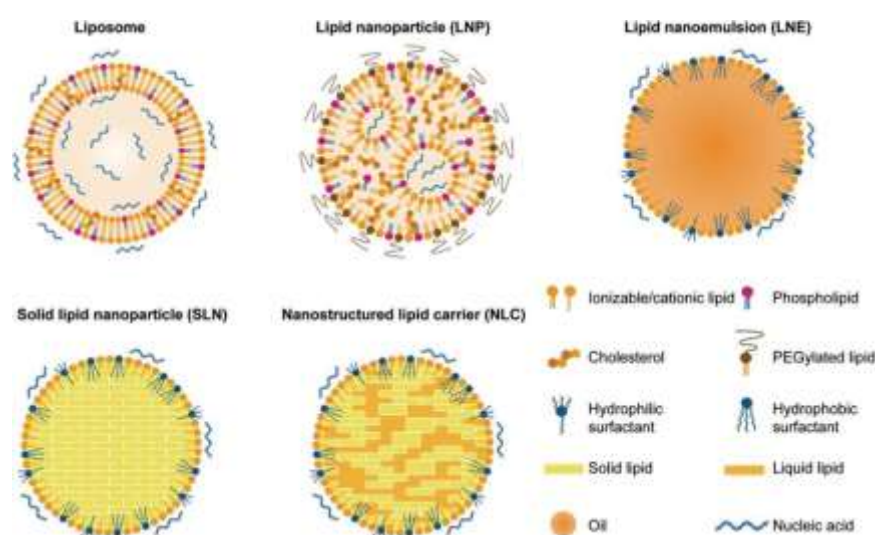 Liposome
Lipid nanoparticle (LNP)
Lipid nanoemulsion (LNE)
Solid lipid nanoparticle (SLN)
Nanostructured lipid carrier (NLC)
Ionizable/cationic lipid
Phospholipid
Cholesterol
PEGylated lipid
Hydrophilic
surfactant
Hydrophobic
surfactant
Solid lipid
Liquid lipid
Oil
Nucleic acid